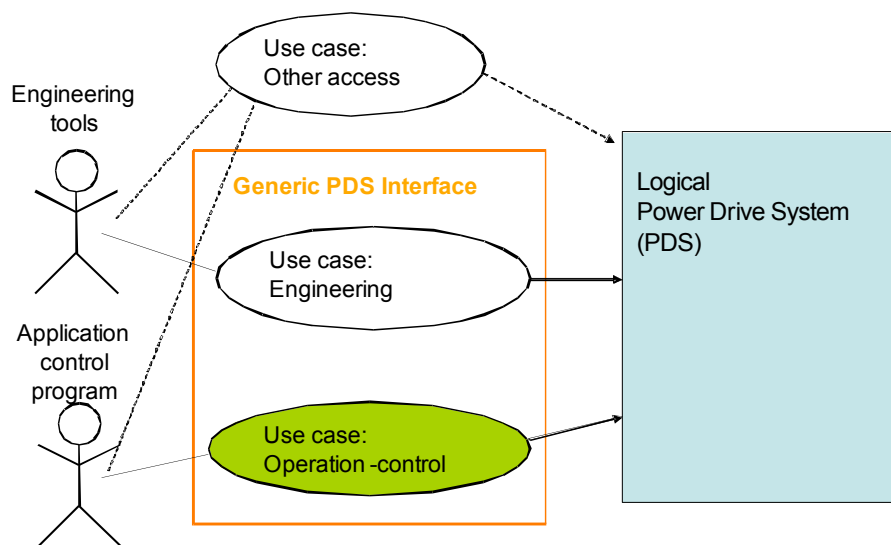 Use case:
Other access
Engineering
tools
Generic PDS Interface
Logical
Power Drive System
(PDS)
Use case:
Engineering
Application
control
program
Use case:
Operation -control